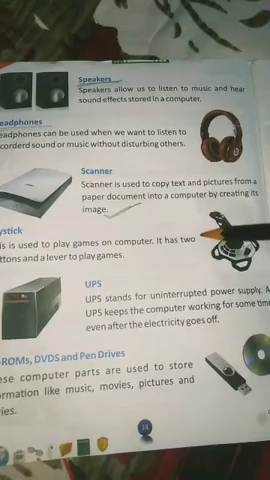 Speakers
Speakers allow us to listen to music and hear
sound effects stored in a computer.
eadphones
eadphones can be used when we want to listen to
ecorderd sound or music without disturbing others.
Scanner
Scanner is used to copy text and pictures from a
paper document into a computer by creating its
image.
ystick
is is used to play games on computer. It has two
ttons and a lever to play games.
UPS
UPS stands for uninterrupted power supply. A
UPS keeps the computer working for some time
even after the electricity goes off.
-ROMs, DVDS and Pen Drives
ese computer parts are used to store
ormation like music, movies, pictures and
ies.
14